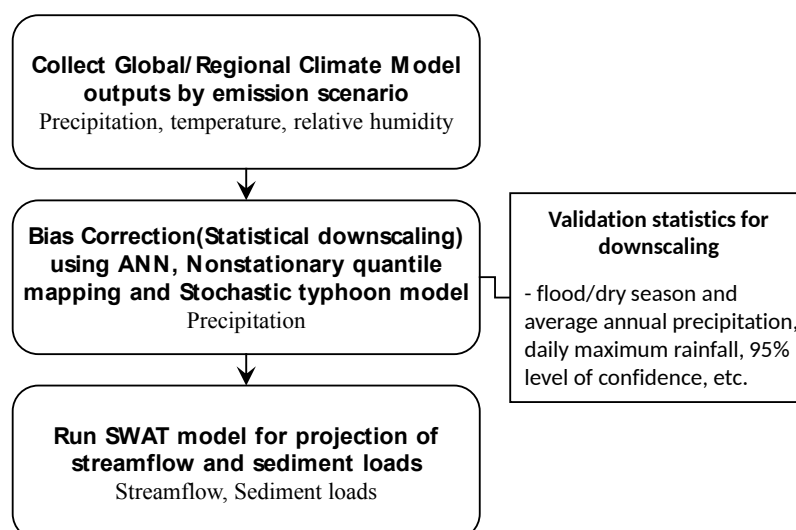 Collect Global/Regional Climate Model
outputs by emission scenario
Precipitation, temperature, relative humidity
Bias Correction(Statistical downscaling)
using ANN, Nonstationary quantile
mapping and Stochastic typhoon model
Precipitation
Validation statistics for
downscaling
- flood/dry season and
average annual precipitation,
daily maximum rainfall, 95%
level of confidence, etc.
Run SWAT model for projection of
streamflow and sediment loads
Streamflow, Sediment loads